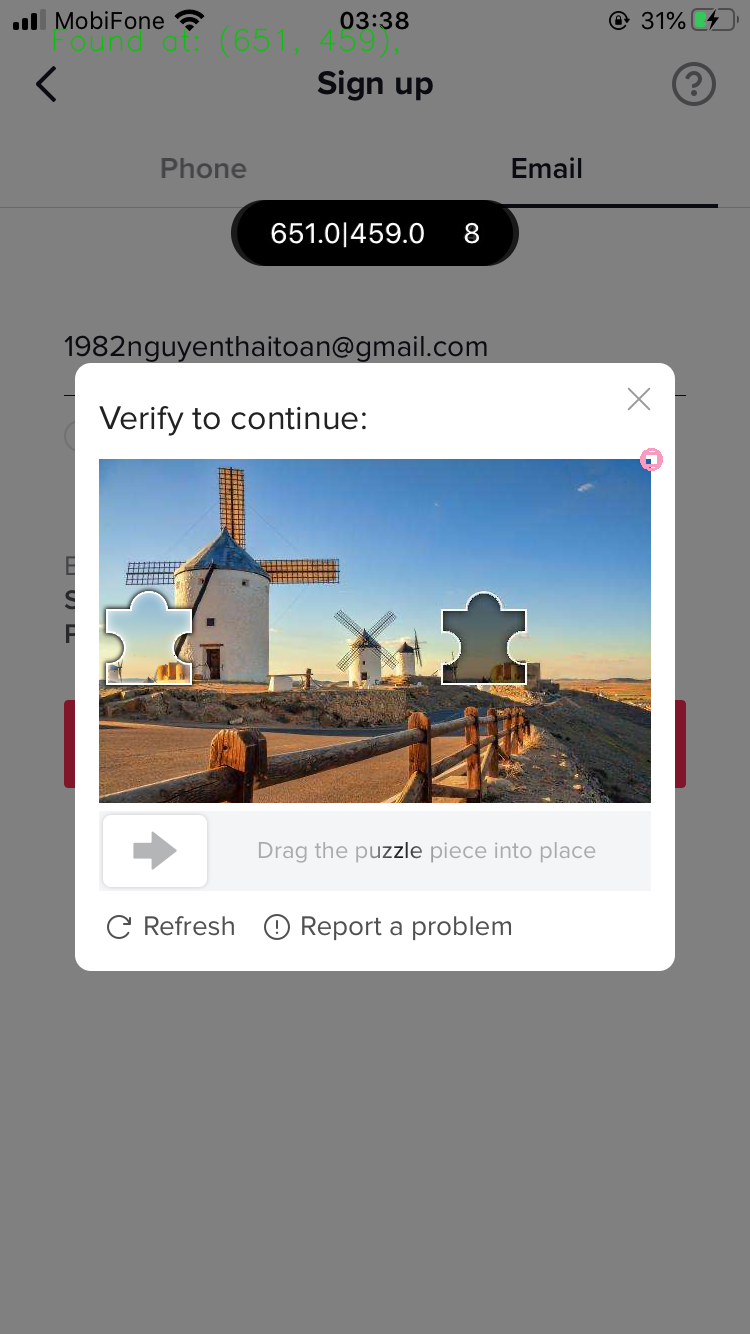 MobiFone 03:38 31%
Found at: (651, 459),
Sign up
Phone Email
651.0|459.0 8
1982nguyenthaitoan@gmail.com
Verify to continue:
Drag the puzzle piece into place
Refresh Report a problem